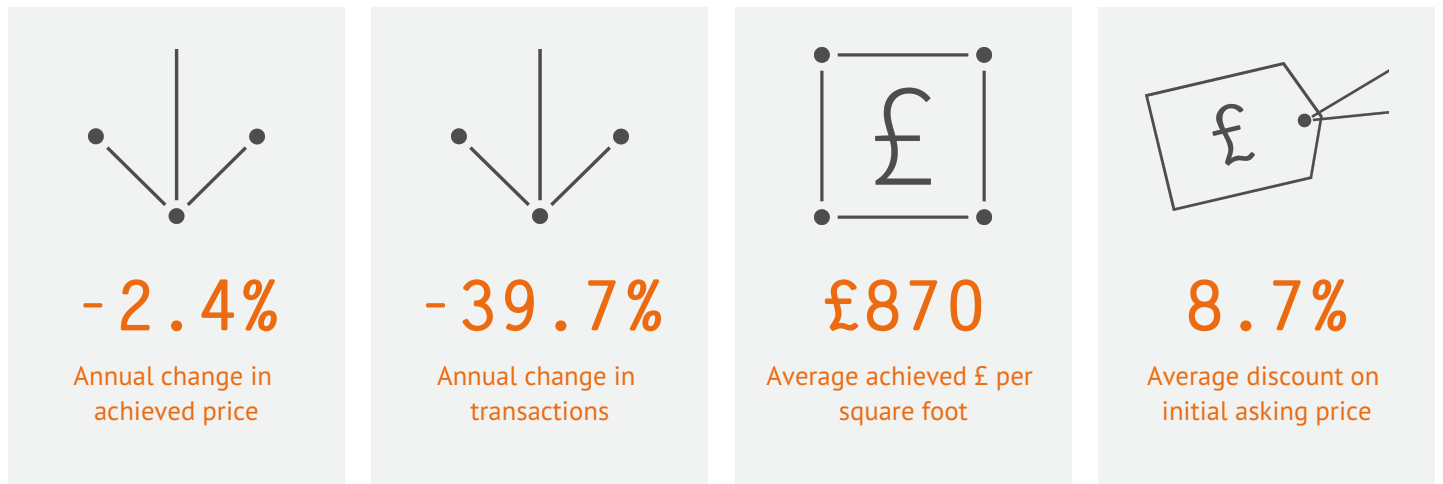 £
£
-2.4%
Annual change in
achieved price
-39.7%
Annual change in
transactions
£870
Average achieved £ per
square foot
8.7%
Average discount on
initial asking price